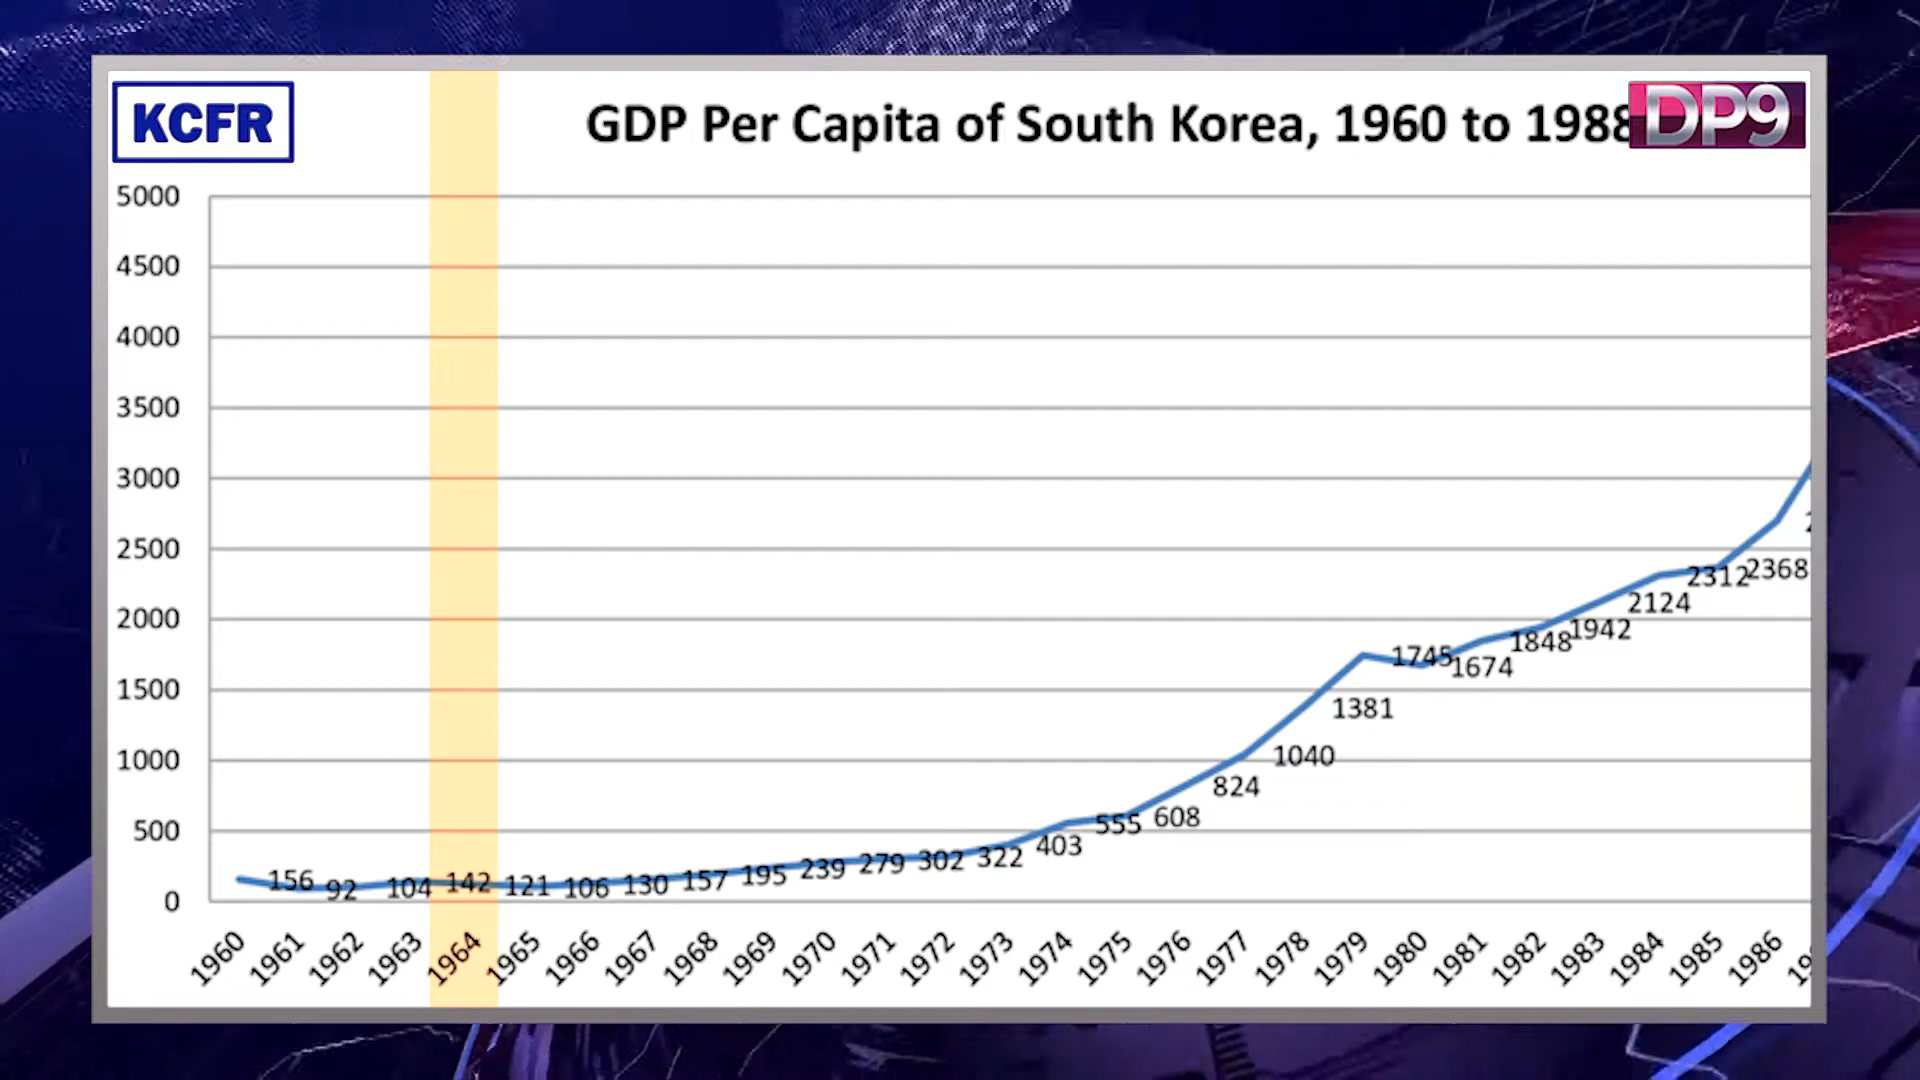 KCFR
GDP Per Capita of South Korea, 1960 to 1988
DP9
5000
4500
4000
3500
3000
2500
2000
1500
1000
500
0
156 92 104 142 121 106 130 157 195 239 279 302 322 403 555 608 824 1040 1381 1745 1674 1848 1942 2124 2312 2368
1960 1961 1962 1963 1964 1965 1966 1967 1968 1969 1970 1971 1972 1973 1974 1975 1976 1977 1978 1979 1980 1981 1982 1983 1984 1985 1986